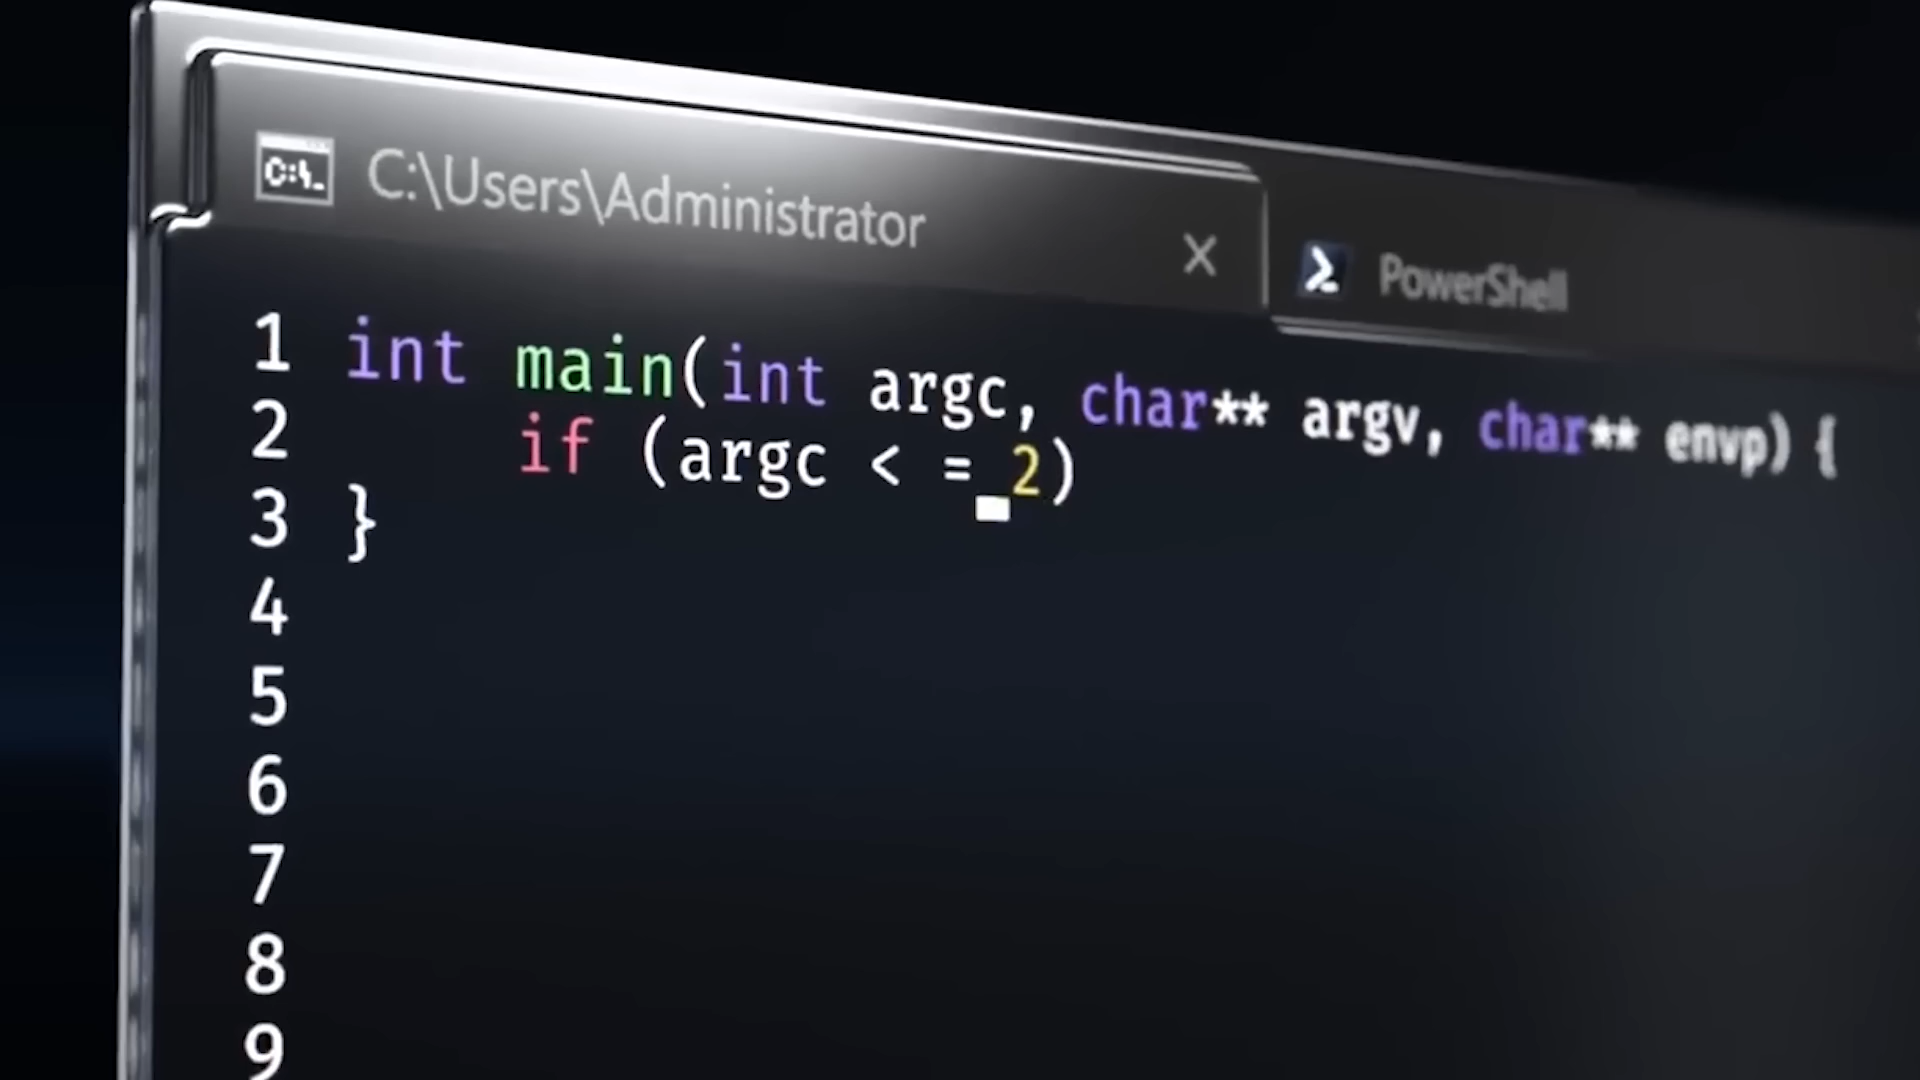 C:\Users\Administrator
PowerShell
1 int main(int argc, char** argv, char** envp) {
2 if (argc < = 2)
3 }
4
5
6
7
8
9